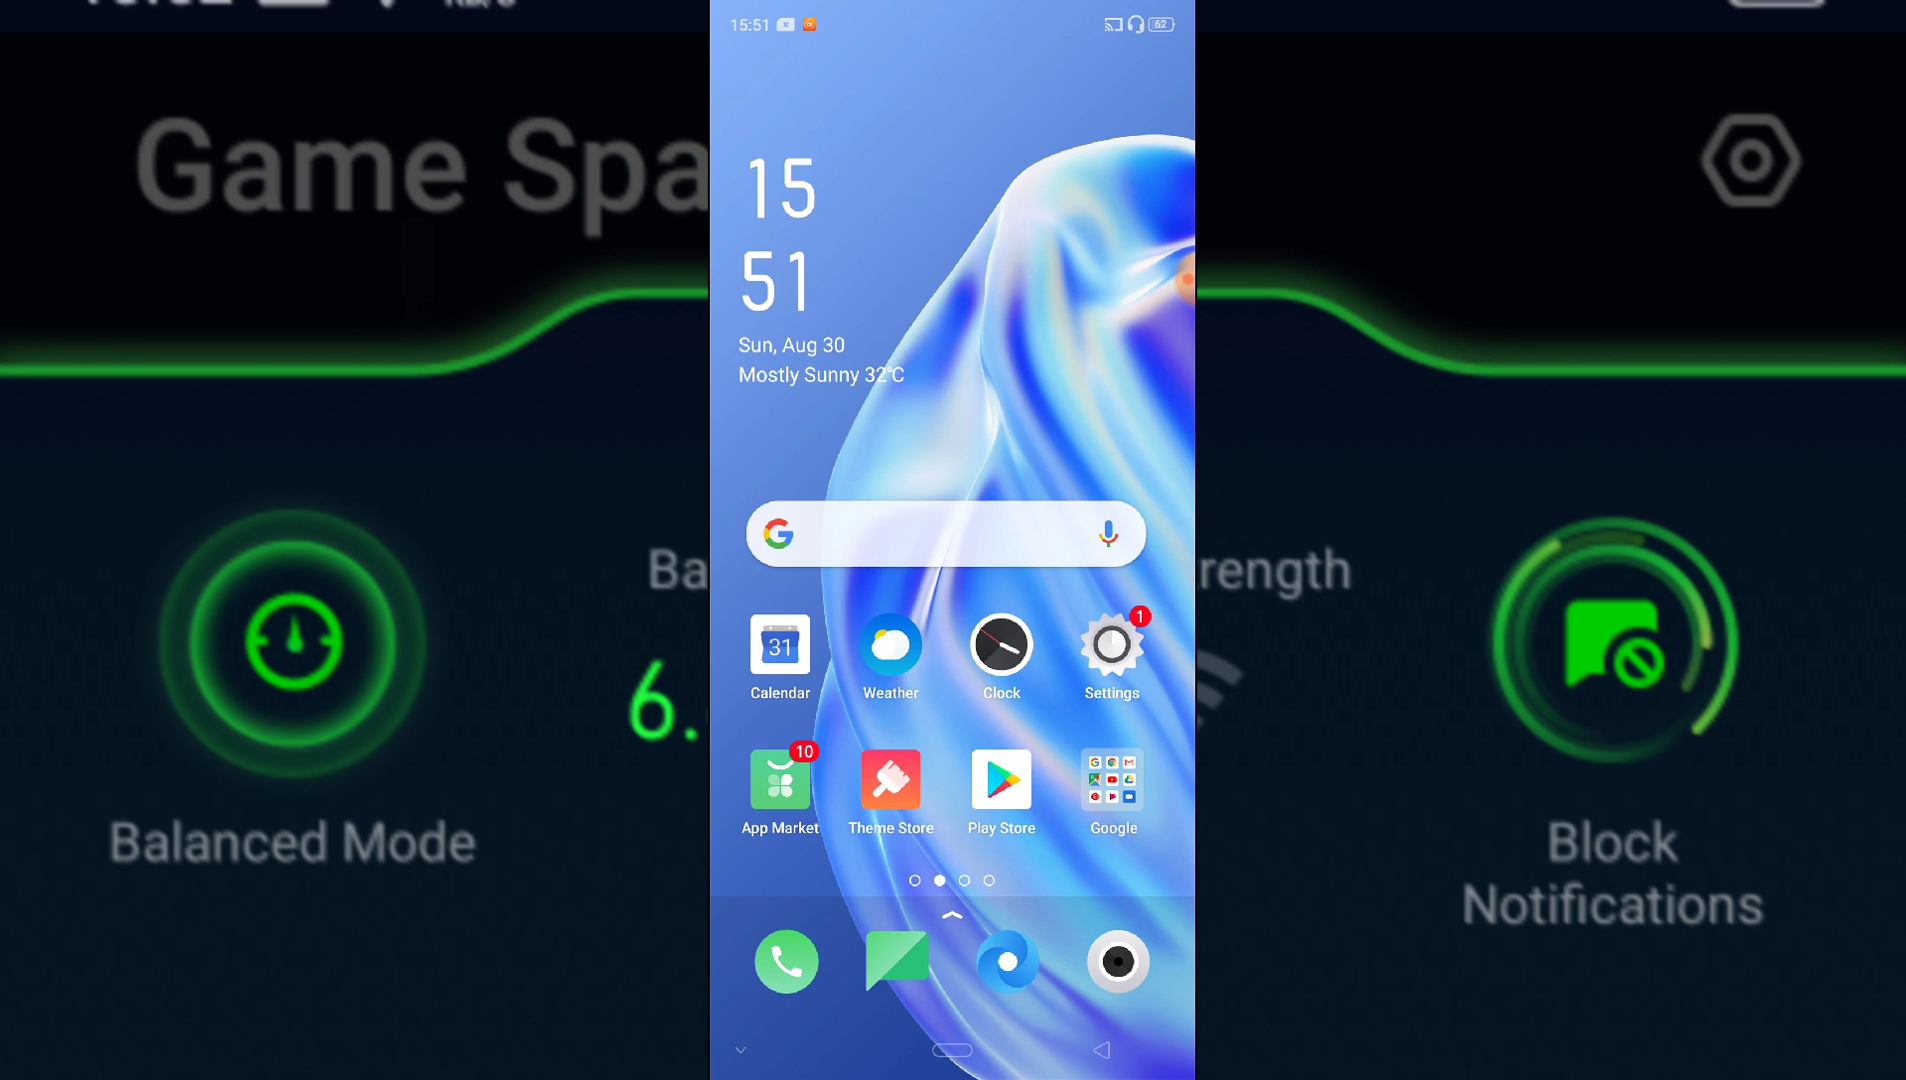 15:51
62
Game Spa
15
51
Sun, Aug 30
Mostly Sunny 32°C
Ba
rength
6.
31
1
Calendar
Weather
Clock
Settings
10
App Market
Theme Store
Play Store
Google
Balanced Mode
Block
Notifications